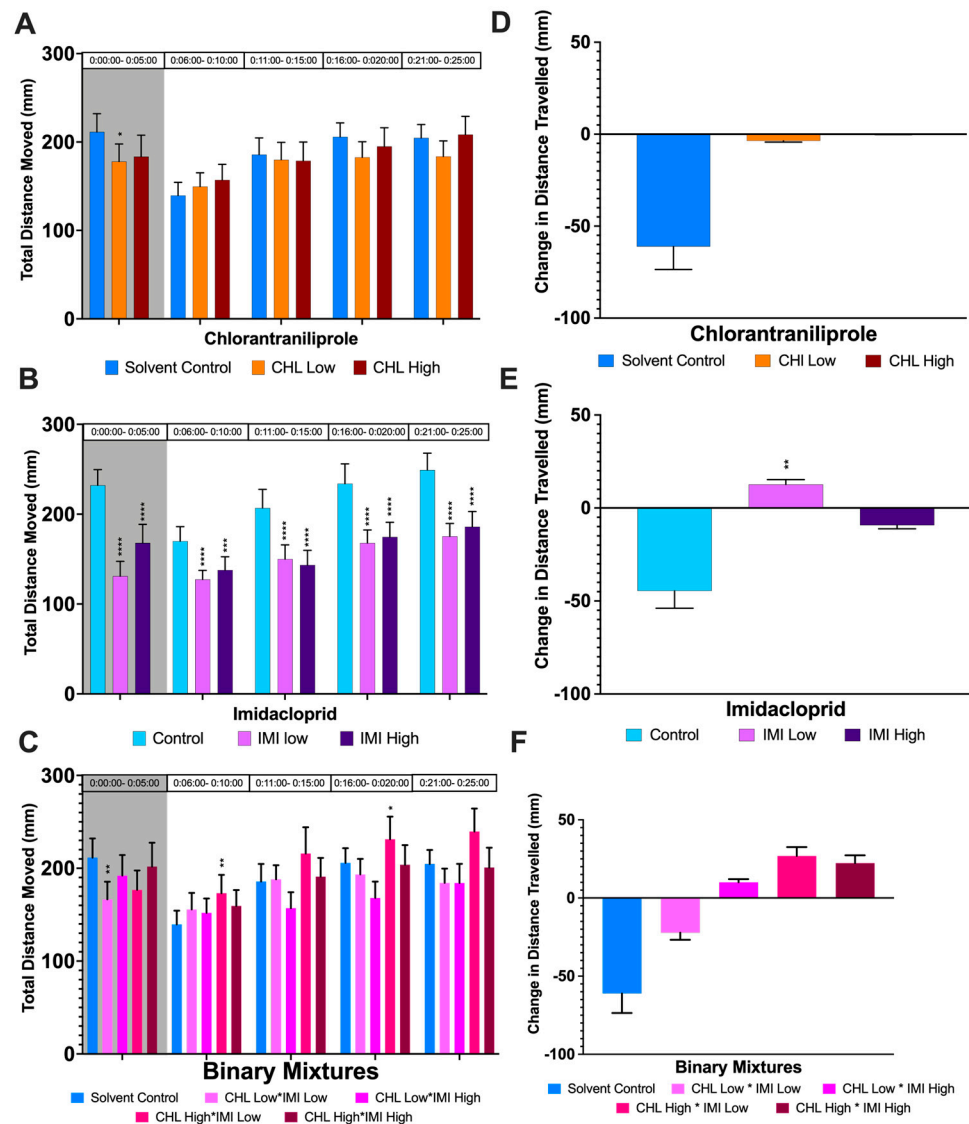 A
Total Distance Moved (mm)
300
200
100
0
0:00:00- 0:05:00 0:06:00- 0:10:00 0:11:00- 0:15:00 0:16:00- 0:020:00 0:21:00- 0:25:00
*
Chlorantraniliprole
Solvent Control CHL Low CHL High
D
Change in Distance Travelled (mm)
50
0
-50
-100
Chlorantraniliprole
Solvent Control CHI Low CHL High
B
Total Distance Moved (mm)
300
200
100
0
0:00:00- 0:05:00 0:06:00- 0:10:00 0:11:00- 0:15:00 0:16:00- 0:020:00 0:21:00- 0:25:00
**** **** **** *** **** **** **** **** **** ****
Imidacloprid
Control IMI low IMI High
E
Change in Distance Travelled (mm)
50
0
-50
-100
**
Imidacloprid
Control IMI Low IMI High
C
Total Distance Moved (mm)
300
200
100
0
0:00:00- 0:05:00 0:06:00- 0:10:00 0:11:00- 0:15:00 0:16:00- 0:020:00 0:21:00- 0:25:00
** ** *
Binary Mixtures
Solvent Control CHL Low*IMI Low CHL Low*IMI High
CHL High*IMI Low CHL High*IMI High
F
Change in Distance Travelled (mm)
50
0
-50
-100
Binary Mixtures
Solvent Control CHL Low * IMI Low CHL Low * IMI High
CHL High * IMI Low CHL High * IMI High